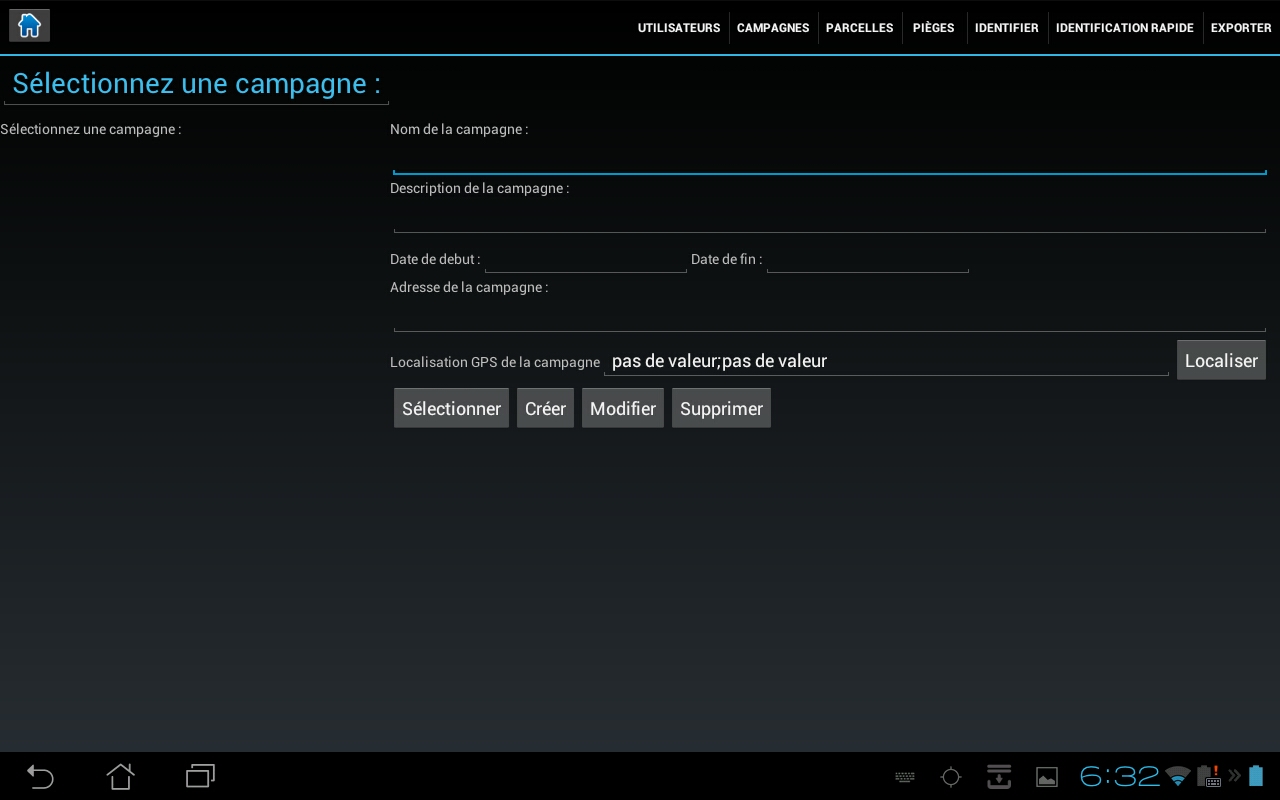 UTILISATEURS CAMPAGNES PARCELLES PIÈGES IDENTIFIER IDENTIFICATION RAPIDE EXPORTER
Sélectionnez une campagne :
Sélectionnez une campagne : Nom de la campagne :
Description de la campagne :
Date de debut : Date de fin :
Adresse de la campagne :
Localisation GPS de la campagne pas de valeur;pas de valeur Localiser
Sélectionner Créer Modifier Supprimer
6:32